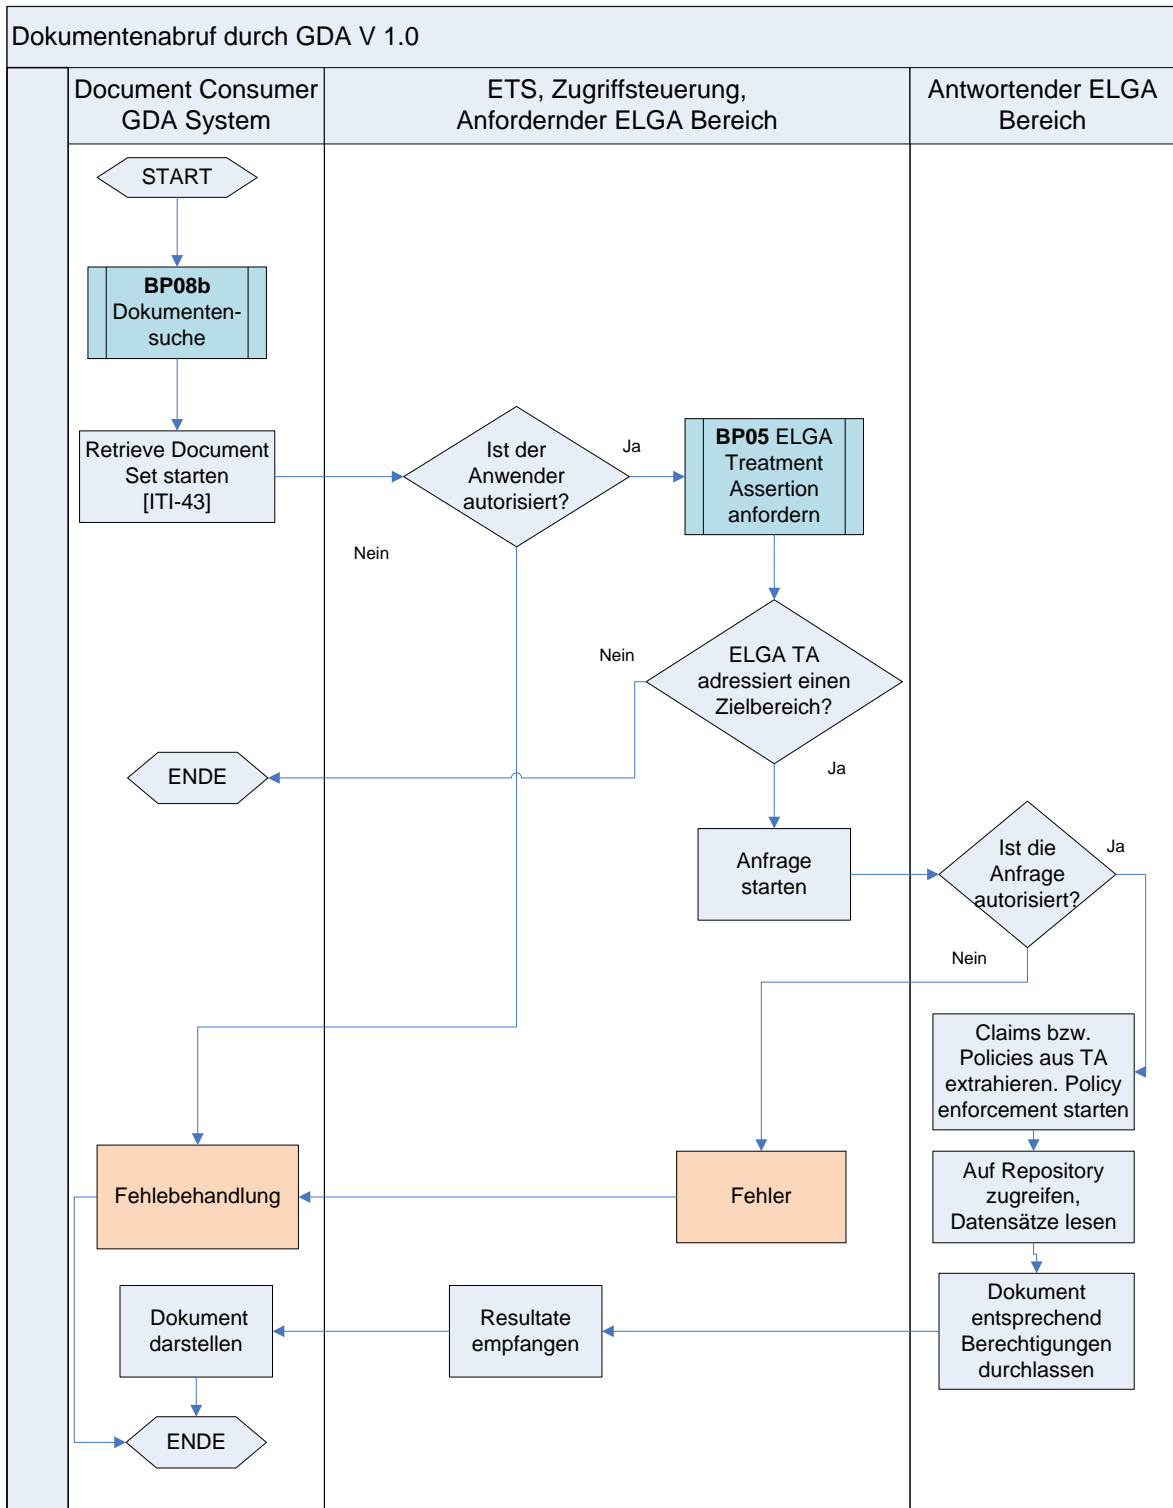 Dokumentenabruf durch GDA V 1.0
Document Consumer
GDA System
ETS, Zugriffsteuerung,
Anfordernder ELGA Bereich
Antwortender ELGA
Bereich
START
BP08b
Dokumenten-
suche
Retrieve Document
Set starten
[ITI-43]
Ist der
Anwender
autorisiert?
Ja
Nein
BP05 ELGA
Treatment
Assertion
anfordern
ELGA TA
adressiert einen
Zielbereich?
Nein
Ja
ENDE
Anfrage
starten
Ist die
Anfrage
autorisiert?
Ja
Nein
Claims bzw.
Policies aus TA
extrahieren. Policy
enforcement starten
Fehlebehandlung
Fehler
Auf Repository
zugreifen,
Datensätze lesen
Dokument
darstellen
Resultate
empfangen
Dokument
entsprechend
Berechtigungen
durchlassen
ENDE